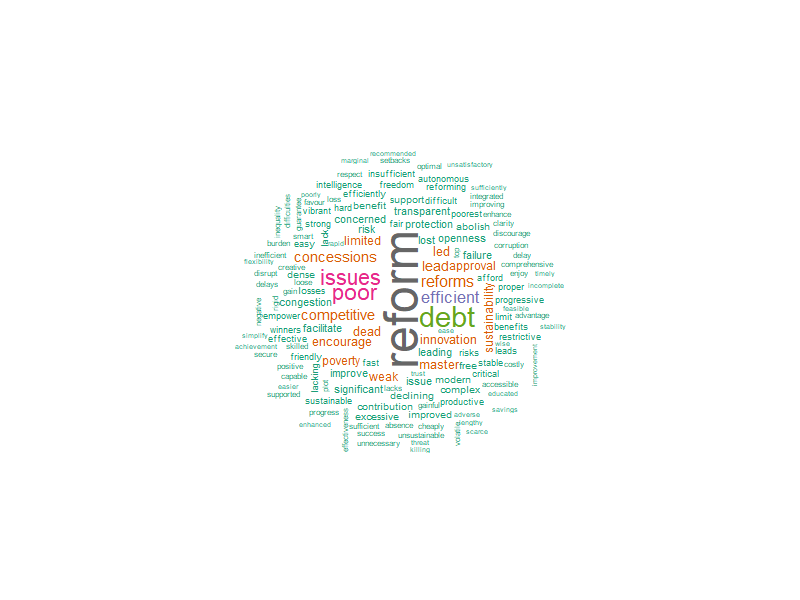 recommended
marginal
setbacks
optimal
unsatisfactory
respect
insufficient
autonomous
intelligence
freedom
reforming
sufficiently
poorly
efficiently
support
difficult
integrated
favour
loss
improving
inequality
difficulties
guarantee
vibrant
hard
benefit
transparent
poorest
enhance
strong
concerned
fair
protection
abolish
clarity
lack
risk
discourage
smart
rapid
limited
lost
openness
corruption
burden
easy
led
top
failure
delay
inefficient
concessions
lead
approval
comprehensive
flexibility
creative
dense
issues
reforms
afford
enjoy
timely
disrupt
loose
delays
gain
losses
poor
efficient
sustainability
proper
incomplete
negative
rigid
congestion
reform
debt
progressive
feasible
empower
competitive
limit
advantage
winners
facilitate
dead
ease
benefits
stability
simplify
effective
encourage
innovation
wise
restrictive
skilled
secure
friendly
leading
risks
leads
improvement
positive
poverty
fast
master
free
stable
costly
capable
lacking
improve
weak
trust
issue
modern
critical
easier
plot
significant
lacks
complex
accessible
supported
declining
educated
sustainable
contribution
gainful
productive
progress
excessive
improved
adverse
savings
enhanced
effectiveness
sufficient
absence
cheaply
lengthy
success
unsustainable
volatile
scarce
unnecessary
threat
killing
achievement